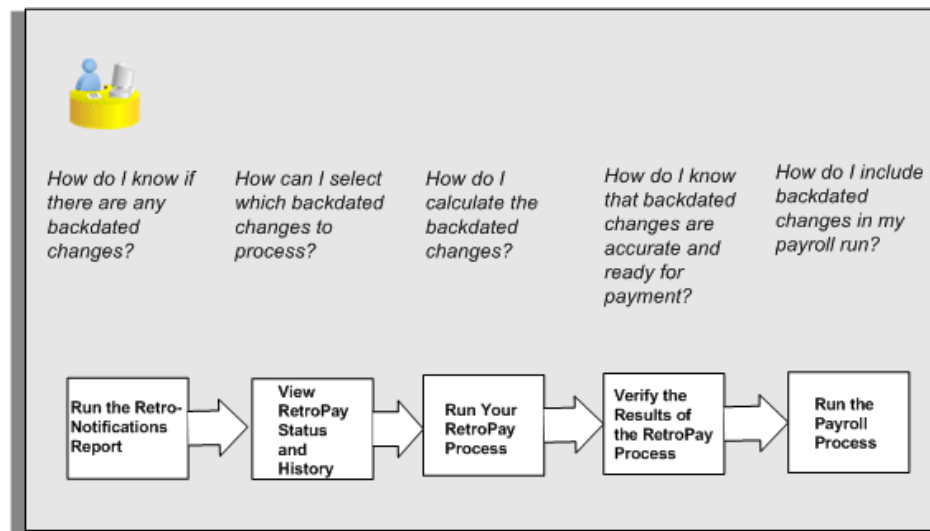 How do I know if
there are any
backdated
changes?
How can I select
which backdated
changes to
process?
How do I
calculate the
backdated
changes?
How do I know
that backdated
changes are
accurate and
ready for
payment?
How do I include
backdated
changes in my
payroll run?
Run the Retro-
Notifications
Report
View
RetroPay
Status
and
History
Run Your
RetroPay
Process
Verify the
Results of
the RetroPay
Process
Run the
Payroll
Process